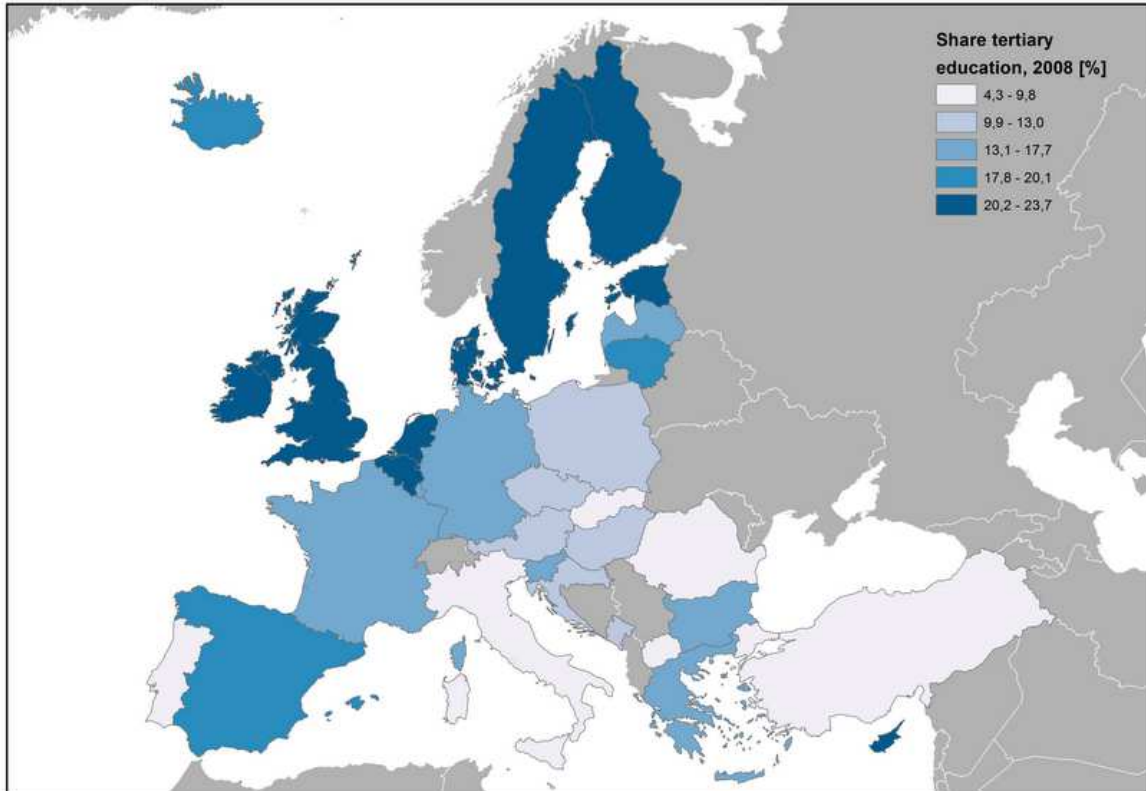 Share tertiary
education, 2008 [%]
4,3 - 9,8
9,9 - 13,0
13,1 - 17,7
17,8 - 20,1
20,2 - 23,7